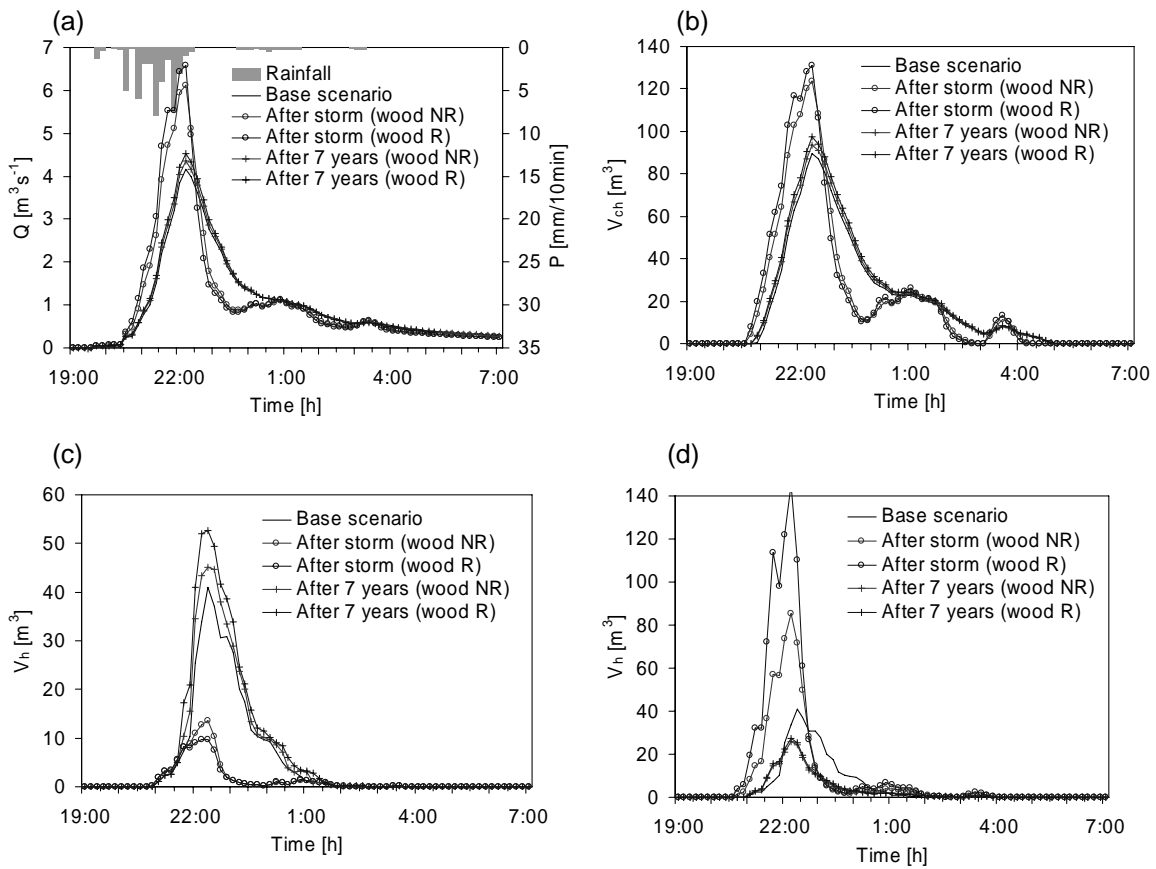 (a)
7
6
5
4
3
2
1
0
Q [m³s⁻¹]
0
5
10
15
20
25
30
35
P [mm/10min]
Rainfall
Base scenario
After storm (wood NR)
After storm (wood R)
After 7 years (wood NR)
After 7 years (wood R)
19:00 22:00 1:00 4:00 7:00
Time [h]
(b)
140
120
100
80
60
40
20
0
Vch [m³]
Base scenario
After storm (wood NR)
After storm (wood R)
After 7 years (wood NR)
After 7 years (wood R)
19:00 22:00 1:00 4:00 7:00
Time [h]
(c)
60
50
40
30
20
10
0
Vh [m³]
Base scenario
After storm (wood NR)
After storm (wood R)
After 7 years (wood NR)
After 7 years (wood R)
19:00 22:00 1:00 4:00 7:00
Time [h]
(d)
140
120
100
80
60
40
20
0
Vh [m³]
Base scenario
After storm (wood NR)
After storm (wood R)
After 7 years (wood NR)
After 7 years (wood R)
19:00 22:00 1:00 4:00 7:00
Time [h]